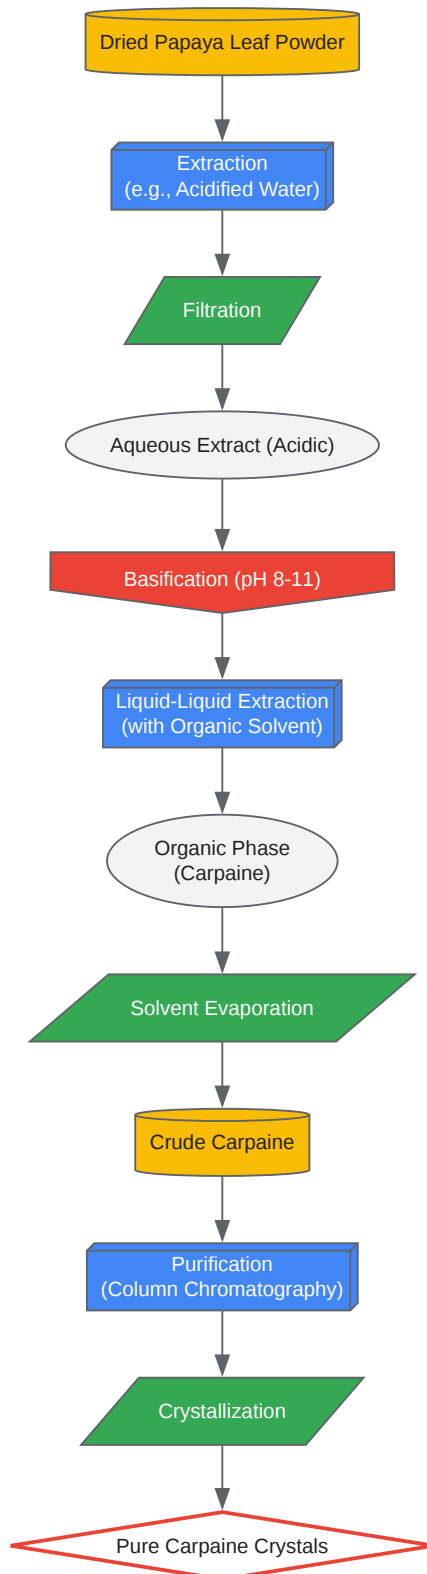 Dried Papaya Leaf Powder
Extraction
(e.g., Acidified Water)
Filtration
Aqueous Extract (Acidic)
Basification (pH 8-11)
Liquid-Liquid Extraction
(with Organic Solvent)
Organic Phase
(Carpaine)
Solvent Evaporation
Crude Carpaine
Purification
(Column Chromatography)
Crystallization
Pure Carpaine Crystals